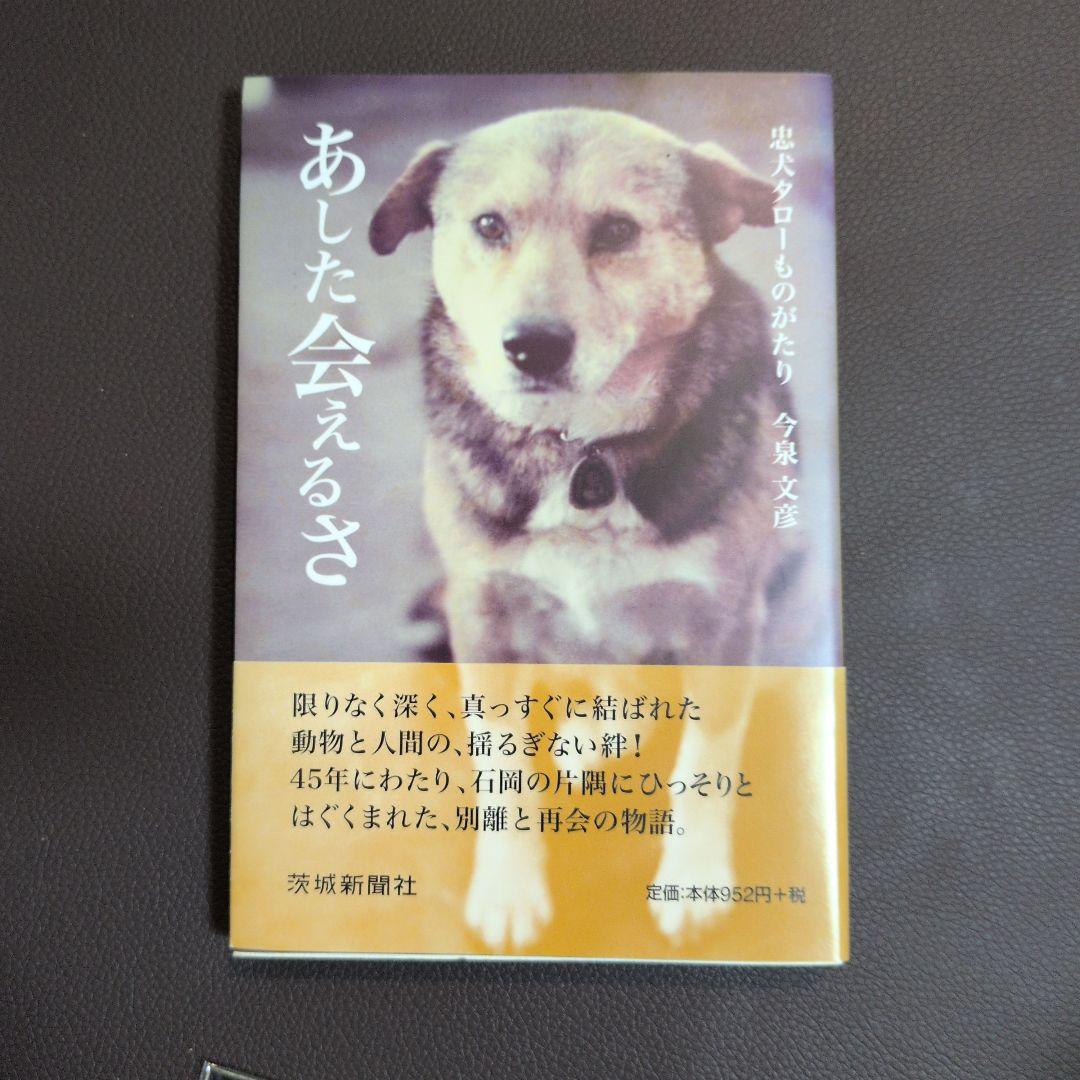 忠犬タローものがたり 今泉 文彦
あした会えるさ
限りなく深く、真っすぐに結ばれた
動物と人間の、揺るぎない絆！
45年にわたり、石岡の片隅にひっそりと
はぐくまれた、別離と再会の物語。
茨城新聞社
定価:本体952円+税